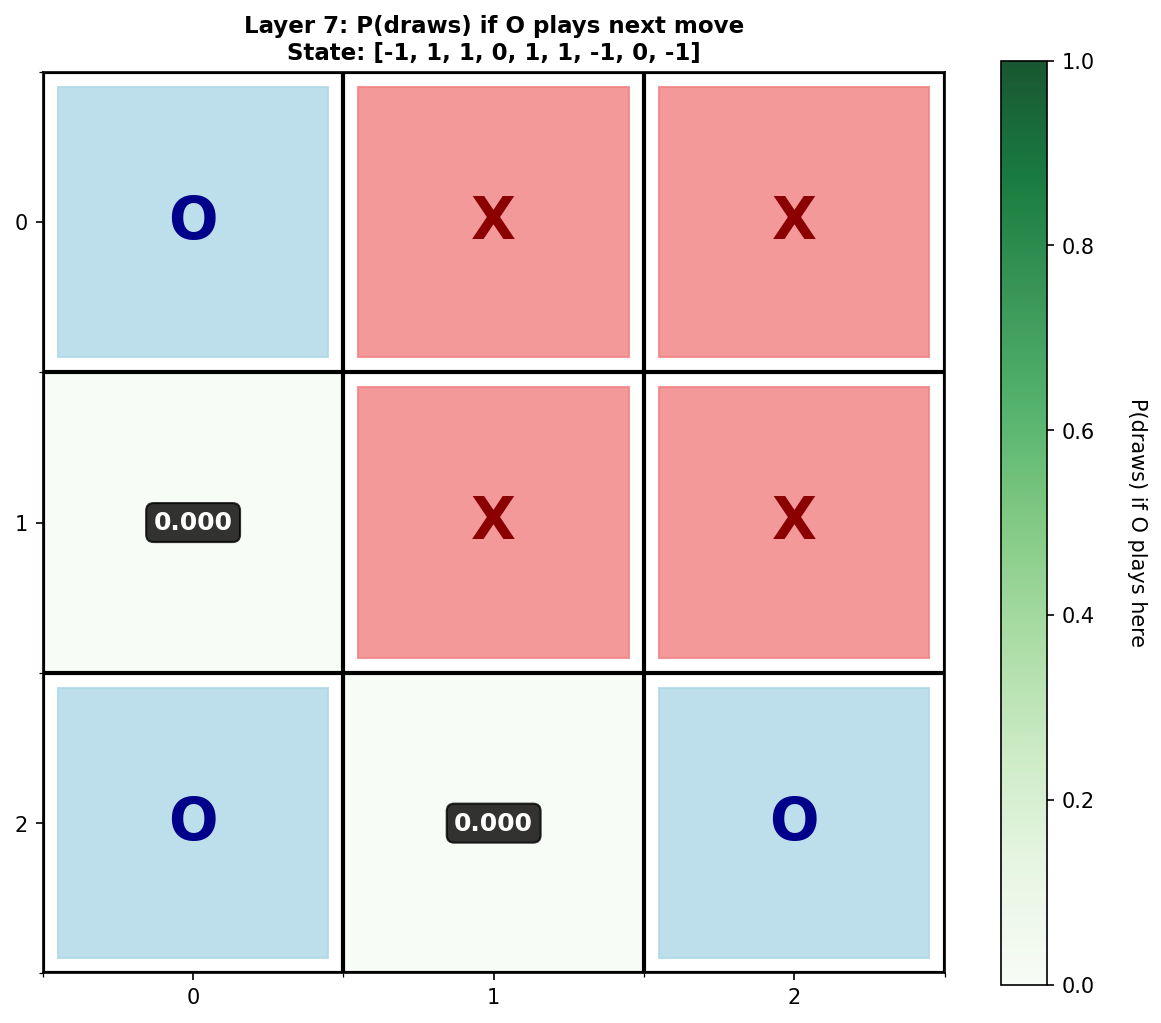 Layer 7: P(draws) if O plays next move
State: [-1, 1, 1, 0, 1, 1, -1, 0, -1]
O X X
0
0.000 X X
1
O 0.000 O
2
0 1 2
1.0
0.8
0.6
0.4
0.2
0.0
P(draws) if O plays here